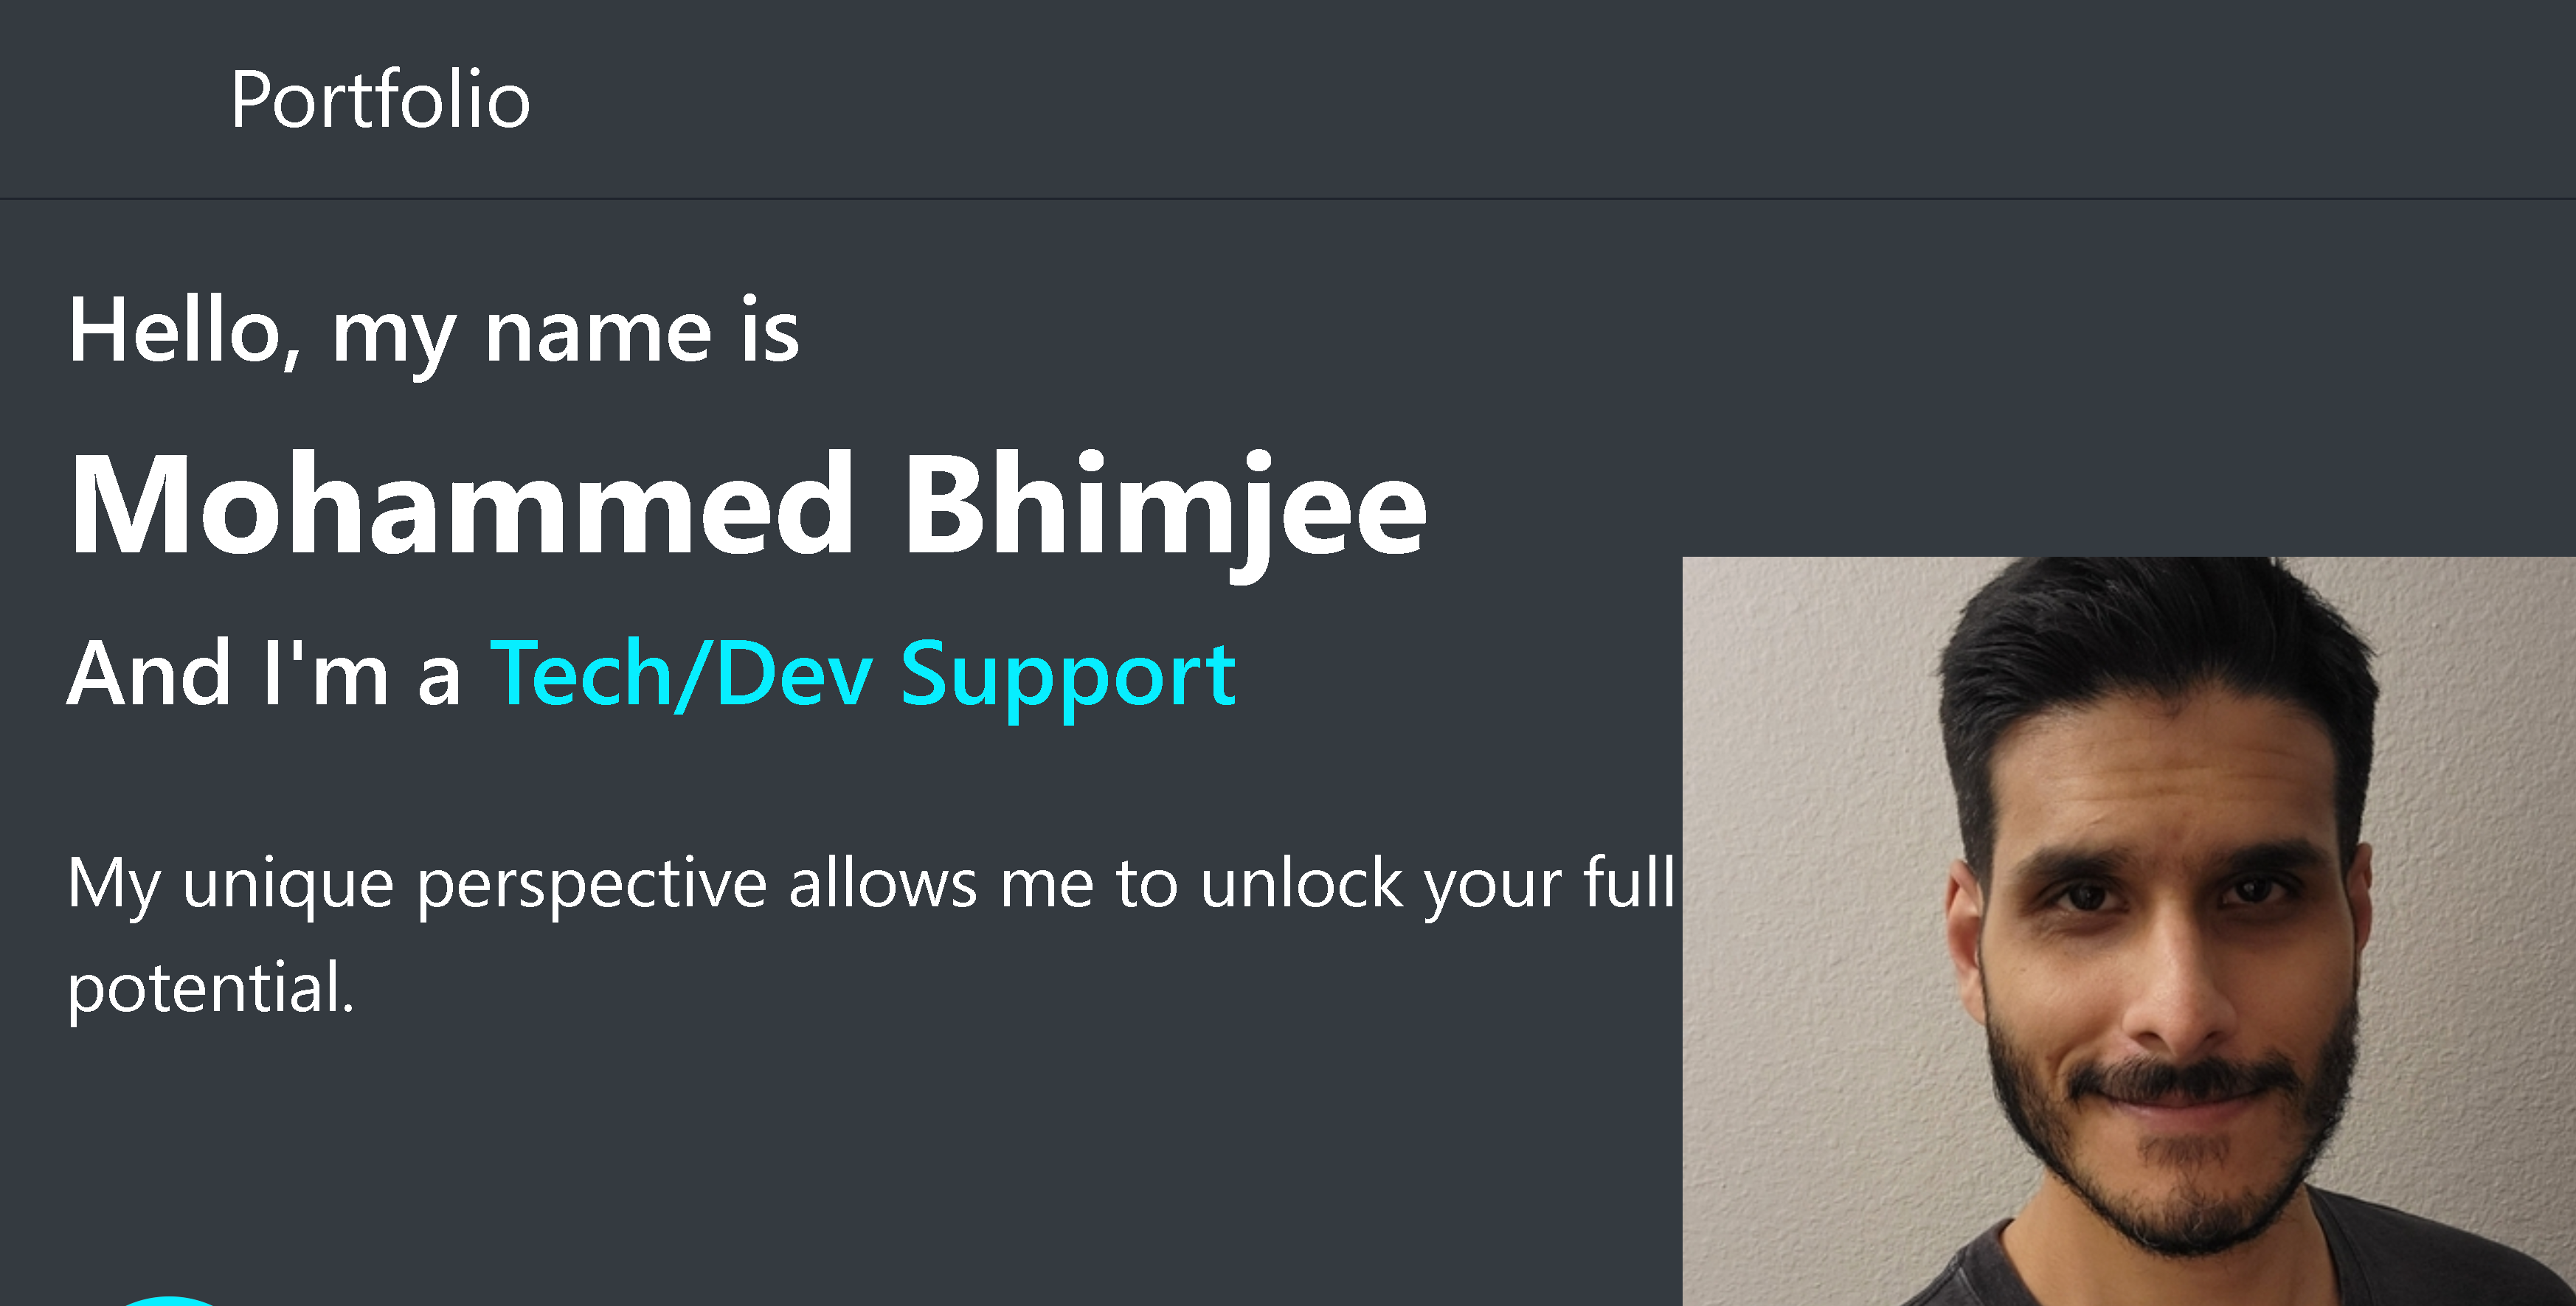 Portfolio
Hello, my name is
Mohammed Bhimjee
And I'm a Tech/Dev Support
My unique perspective allows me to unlock your full
potential.